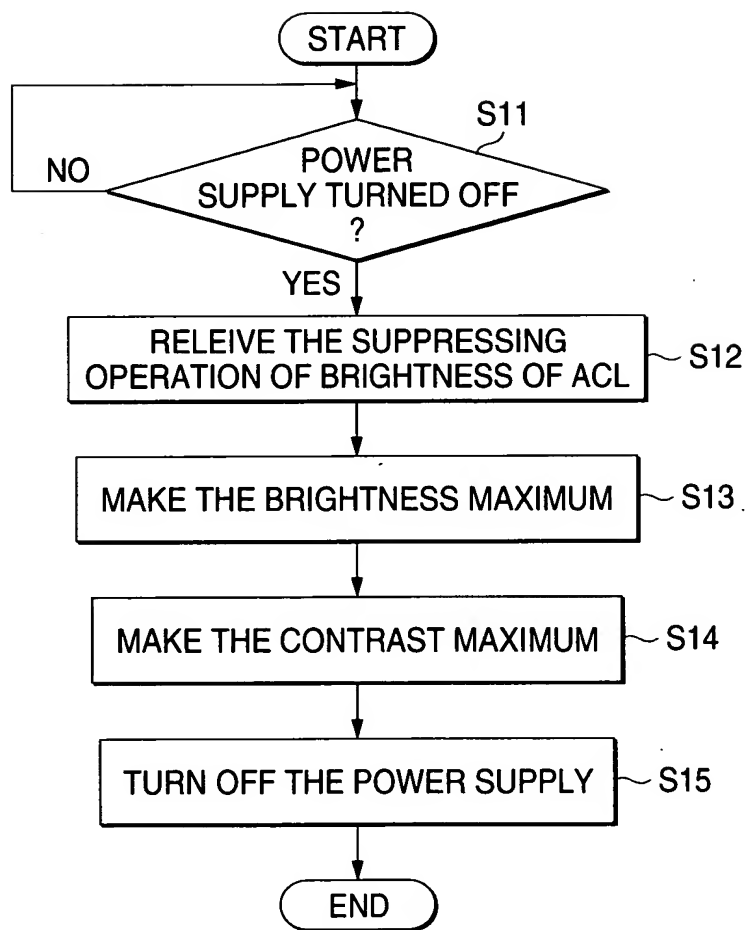 START
S11
POWER
SUPPLY TURNED OFF
?
NO
YES
RELEIVE THE SUPPRESSING
OPERATION OF BRIGHTNESS OF ACL
S12
MAKE THE BRIGHTNESS MAXIMUM
S13
MAKE THE CONTRAST MAXIMUM
S14
TURN OFF THE POWER SUPPLY
S15
END